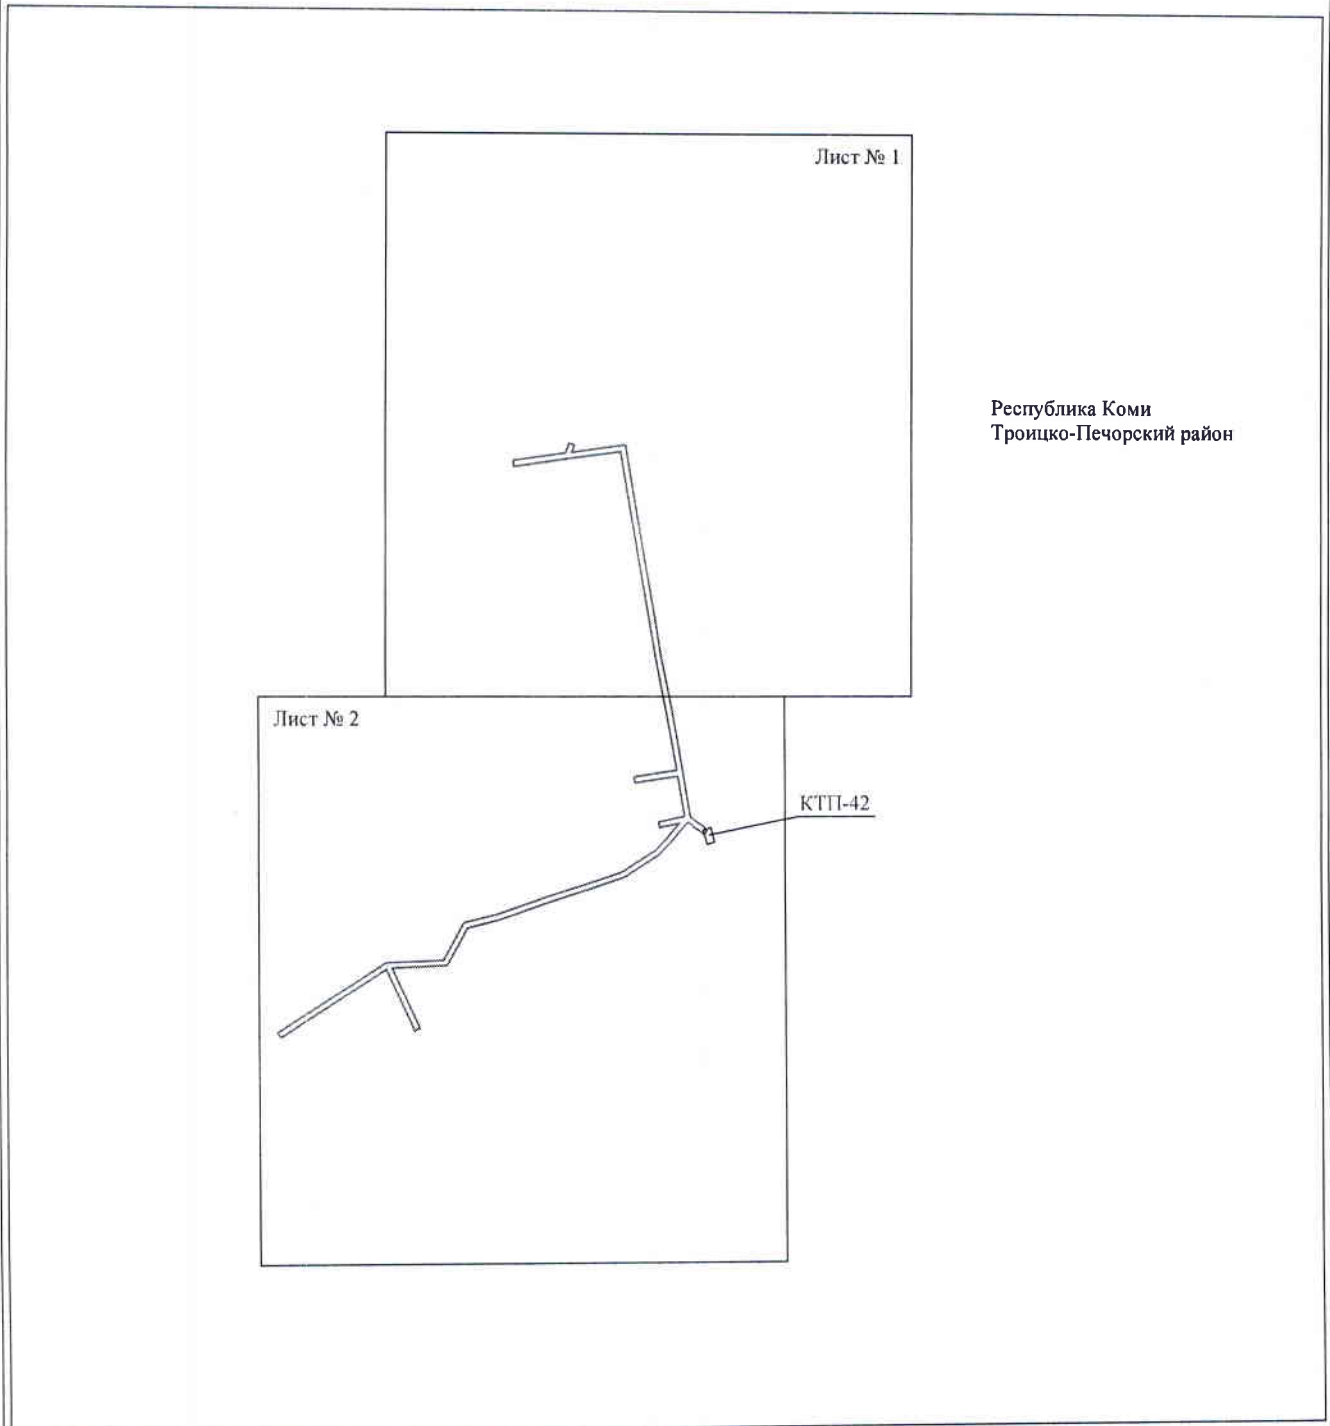 Лист № 1
Республика Коми
Троицко-Печорский район
Лист № 2
КТП-42